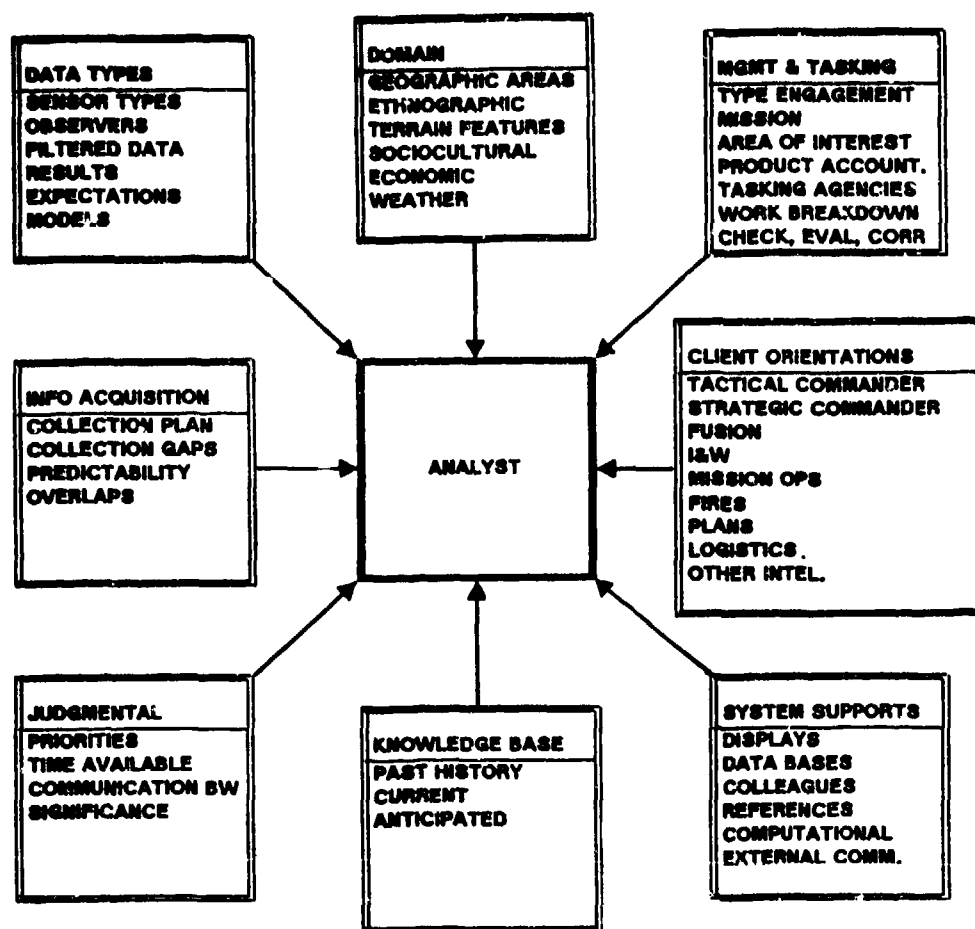 DATA TYPES
SENSOR TYPES
OBSERVERS
FILTERED DATA
RESULTS
EXPECTATIONS
MODELS
DOMAIN
GEOGRAPHIC AREAS
ETHNOGRAPHIC
TERRAIN FEATURES
SOCIOCULTURAL
ECONOMIC
WEATHER
MGMT & TASKING
TYPE ENGAGEMENT
MISSION
AREA OF INTEREST
PRODUCT ACCOUNT.
TASKING AGENCIES
WORK BREAKDOWN
CHECK, EVAL, CORR
INFO ACQUISITION
COLLECTION PLAN
COLLECTION GAPS
PREDICTABILITY
OVERLAPS
ANALYST
CLIENT ORIENTATIONS
TACTICAL COMMANDER
STRATEGIC COMMANDER
FUSION
I&W
MISSION OPS
FIRES
PLANS
LOGISTICS.
OTHER INTEL.
JUDGMENTAL
PRIORITIES
TIME AVAILABLE
COMMUNICATION BW
SIGNIFICANCE
KNOWLEDGE BASE
PAST HISTORY
CURRENT
ANTICIPATED
SYSTEM SUPPORTS
DISPLAYS
DATA BASES
COLLEAGUES
REFERENCES
COMPUTATIONAL
EXTERNAL COMM.